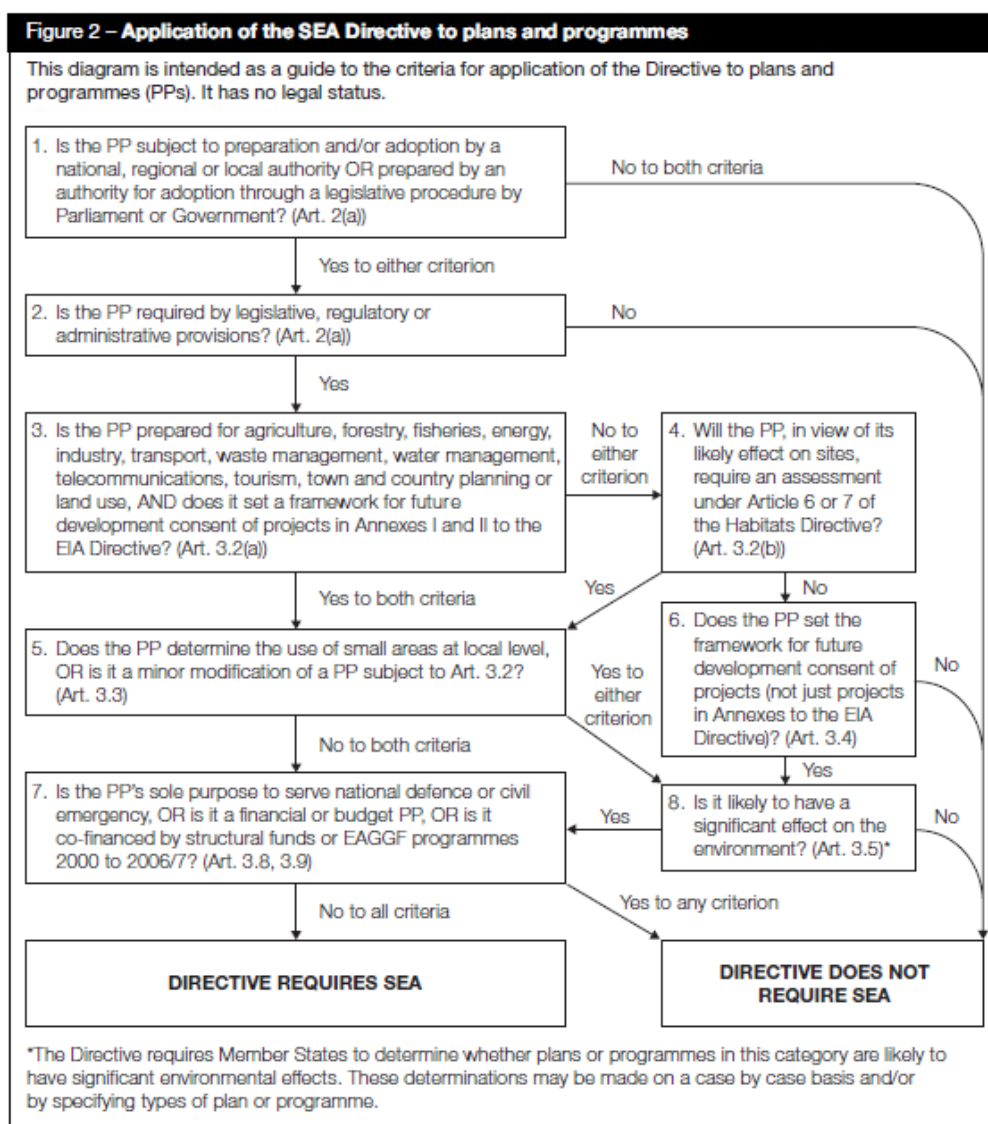 Figure 2 – Application of the SEA Directive to plans and programmes
This diagram is intended as a guide to the criteria for application of the Directive to plans and
programmes (PPs). It has no legal status.
1. Is the PP subject to preparation and/or adoption by a
national, regional or local authority OR prepared by an
authority for adoption through a legislative procedure by
Parliament or Government? (Art. 2(a))
No to both criteria
Yes to either criterion
2. Is the PP required by legislative, regulatory or
administrative provisions? (Art. 2(a))
No
Yes
3. Is the PP prepared for agriculture, forestry, fisheries, energy,
industry, transport, waste management, water management,
telecommunications, tourism, town and country planning or
land use, AND does it set a framework for future
development consent of projects in Annexes I and II to the
EIA Directive? (Art. 3.2(a))
No to
either
criterion
4. Will the PP, in view of its
likely effect on sites,
require an assessment
under Article 6 or 7 of
the Habitats Directive?
(Art. 3.2(b))
Yes to both criteria
Yes
No
5. Does the PP determine the use of small areas at local level,
OR is it a minor modification of a PP subject to Art. 3.2?
(Art. 3.3)
Yes to
either
criterion
6. Does the PP set the
framework for future
development consent of
projects (not just projects
in Annexes to the EIA
Directive)? (Art. 3.4)
No
No to both criteria
Yes
7. Is the PP's sole purpose to serve national defence or civil
emergency, OR is it a financial or budget PP, OR is it
co-financed by structural funds or EAGGF programmes
2000 to 2006/7? (Art. 3.8, 3.9)
Yes
8. Is it likely to have a
significant effect on the
environment? (Art. 3.5)*
No
No to all criteria
Yes to any criterion
DIRECTIVE REQUIRES SEA
DIRECTIVE DOES NOT
REQUIRE SEA
*The Directive requires Member States to determine whether plans or programmes in this category are likely to
have significant environmental effects. These determinations may be made on a case by case basis and/or
by specifying types of plan or programme.